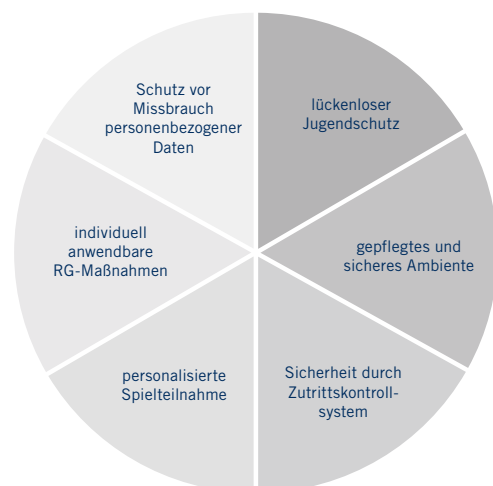 Schutz vor
Missbrauch
personenbezogener
Daten
lückenloser
Jugendschutz
individuell
anwendbare
RG-Maßnahmen
gepflegtes und
sicheres Ambiente
personalisierte
Spielteilnahme
Sicherheit durch
Zutrittskontroll-
system